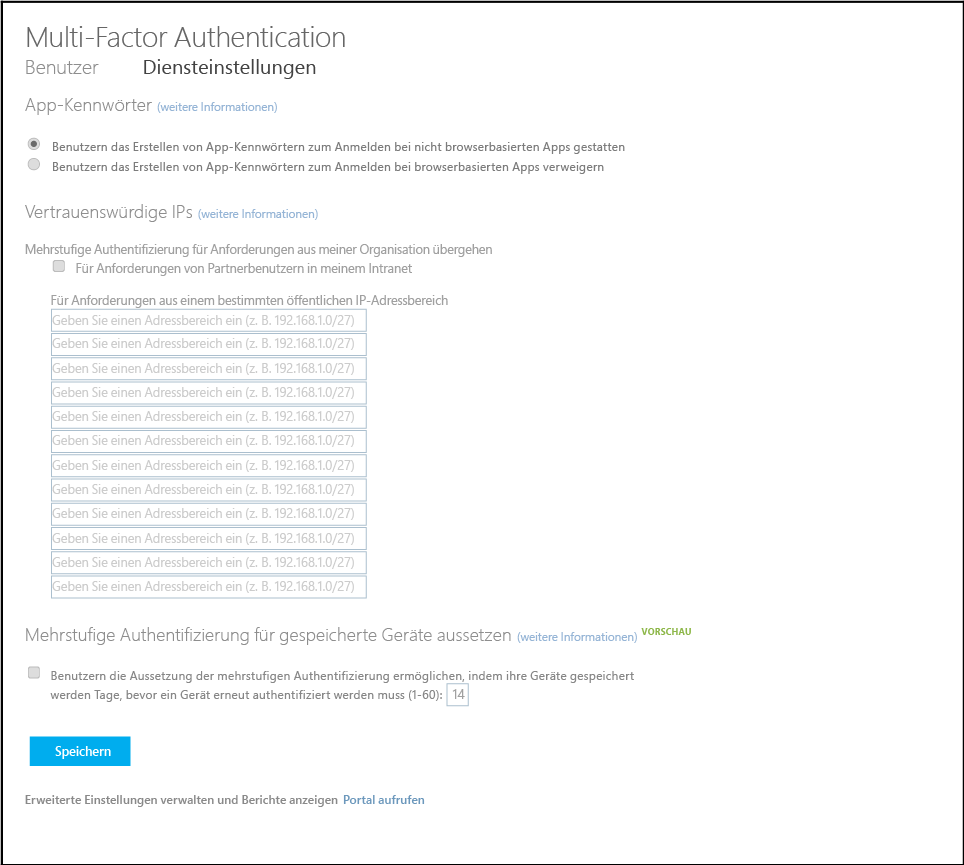 Multi-Factor Authentication
Benutzer Diensteinstellungen
App-Kennwörter (weitere Informationen)
Benutzern das Erstellen von App-Kennwörtern zum Anmelden bei nicht browserbasierten Apps gestatten
Benutzern das Erstellen von App-Kennwörtern zum Anmelden bei browserbasierten Apps verweigern
Vertrauenswürdige IPs (weitere Informationen)
Mehrstufige Authentifizierung für Anforderungen aus meiner Organisation übergehen
Für Anforderungen von Partnerbenutzern in meinem Intranet
Für Anforderungen aus einem bestimmten öffentlichen IP-Adressbereich
Geben Sie einen Adressbereich ein (z. B. 192.168.1.0/27)
Geben Sie einen Adressbereich ein (z. B. 192.168.1.0/27)
Geben Sie einen Adressbereich ein (z. B. 192.168.1.0/27)
Geben Sie einen Adressbereich ein (z. B. 192.168.1.0/27)
Geben Sie einen Adressbereich ein (z. B. 192.168.1.0/27)
Geben Sie einen Adressbereich ein (z. B. 192.168.1.0/27)
Geben Sie einen Adressbereich ein (z. B. 192.168.1.0/27)
Geben Sie einen Adressbereich ein (z. B. 192.168.1.0/27)
Geben Sie einen Adressbereich ein (z. B. 192.168.1.0/27)
Geben Sie einen Adressbereich ein (z. B. 192.168.1.0/27)
Geben Sie einen Adressbereich ein (z. B. 192.168.1.0/27)
Geben Sie einen Adressbereich ein (z. B. 192.168.1.0/27)
Mehrstufige Authentifizierung für gespeicherte Geräte aussetzen (weitere Informationen) VORSCHAU
Benutzern die Aussetzung der mehrstufigen Authentifizierung ermöglichen, indem ihre Geräte gespeichert
werden Tage, bevor ein Gerät erneut authentifiziert werden muss (1-60): 14
Speichern
Erweiterte Einstellungen verwalten und Berichte anzeigen Portal aufrufen